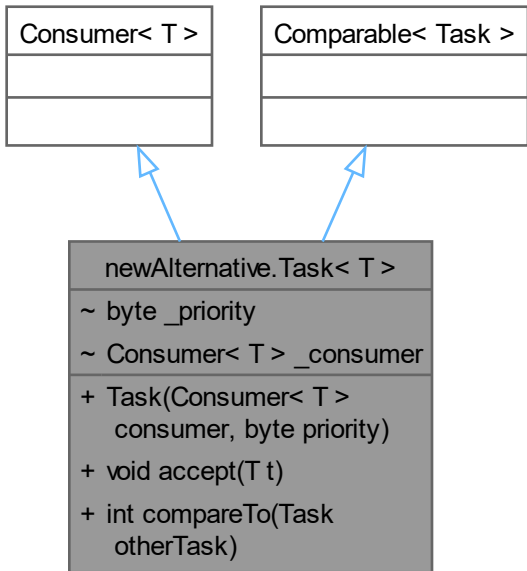 Consumer< T >
Comparable< Task >
newAlternative.Task< T >
~ byte _priority
~ Consumer< T > _consumer
+ Task(Consumer< T >
consumer, byte priority)
+ void accept(T t)
+ int compareTo(Task
otherTask)